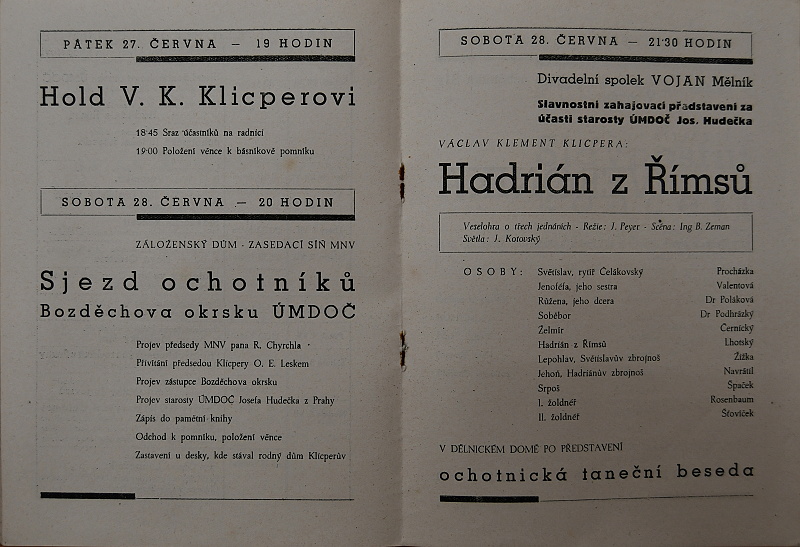 PÁTEK 27. ČERVNA — 19 HODIN
Hold V. K. Klicperovi
18·45 Sraz účastníků na radnici
19·00 Položení věnce k básníkově pomníku
SOBOTA 28. ČERVNA — 20 HODIN
ZÁLOŽENSKÝ DŮM - ZASEDACÍ SÍŇ MNV
Sjezd ochotníků
Bozděchova okrsku ÚMDOČ
Projev předsedy MNV pana R. Chyrchla
Přivítání předsedou Klicpery O. E. Leskem
Projev zástupce Bozděchova okrsku
Projev starosty ÚMDOČ Josefa Hudečka z Prahy
Zápis do pamětní knihy
Odchod k pomníku, položení věnce
Zastavení u desky, kde stával rodný dům Klicperův
SOBOTA 28. ČERVNA — 21·30 HODIN
Divadelní spolek VOJAN Mělník
Slavnostní zahajovací představení za
účasti starosty ÚMDOČ Jos. Hudečka
VÁCLAV KLEMENT KLICPERA:
Hadrián z Římsů
Veselohra o třech jednáních - Režie: J. Peyer - Scéna: Ing B. Zeman
Světla: J. Kotovský
OSOBY: Světislav, rytíř Čelákovský Procházka
Jenoféfa, jeho sestra Valentová
Růžena, jeho dcera Dr Poláková
Soběbor Dr Podhrázký
Želmír Černický
Hadrián z Římsů Lhotský
Lepohlav, Světislavův zbrojnoš Žižka
Jehoň, Hadriánův zbrojnoš Navrátil
Srpoš Špaček
I. žoldnéř Rosenbaum
II. žoldnéř Šťovíček
V DĚLNICKÉM DOMĚ PO PŘEDSTAVENÍ
ochotnická taneční beseda